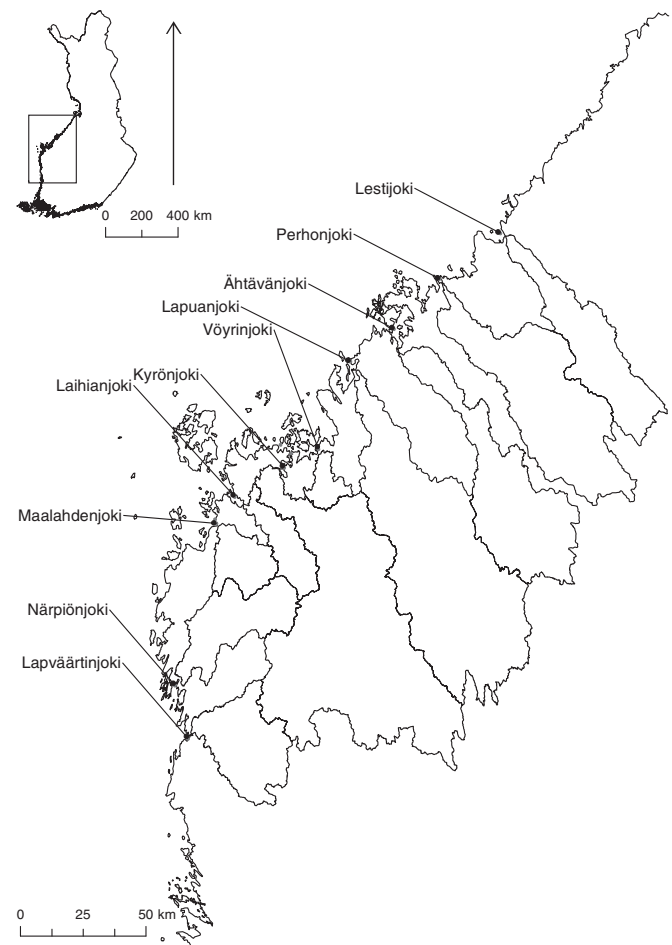 0 200 400 km
Lestijoki
Perhonjoki
Ähtävänjoki
Lapuanjoki
Vöyrinjoki
Kyrönjoki
Laihianjoki
Maalahdenjoki
Närpiönjoki
Lapväärtinjoki
0 25 50 km